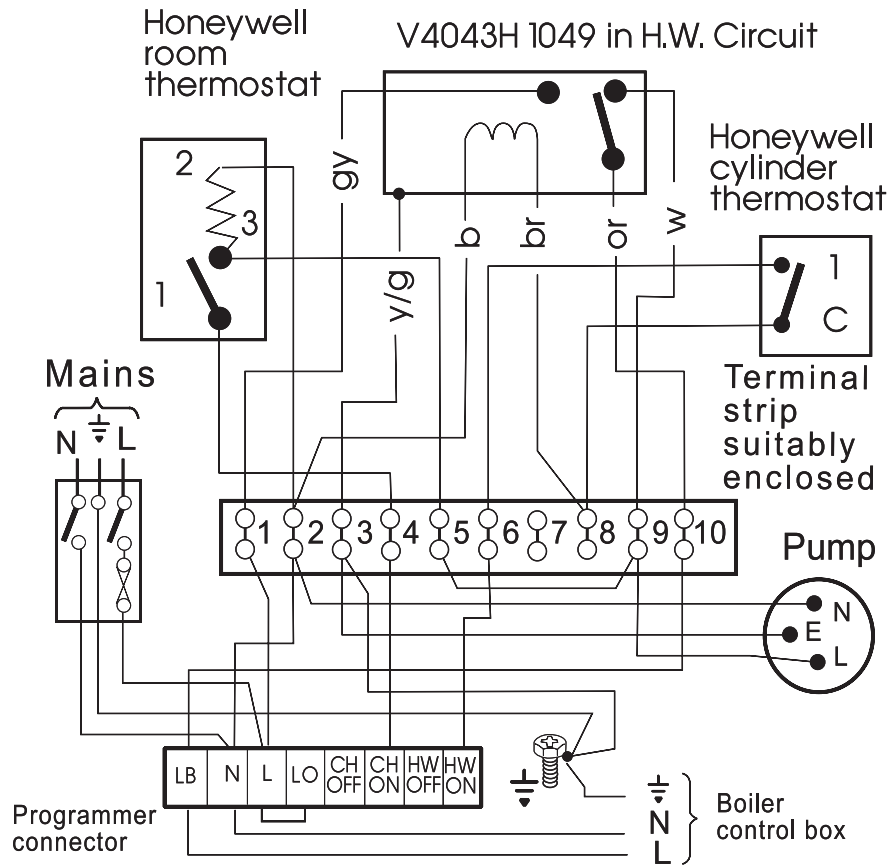 Honeywell
room
thermostat
V4043H 1049 in H.W. Circuit
Honeywell
cylinder
thermostat
2
3
1
gy
y/g
b
br
or
w
1
C
Mains
N L
Terminal
strip
suitably
enclosed
1 2 3 4 5 6 7 8 9 10
Pump
N
E
L
LB N L LO CH OFF CH ON HW OFF HW ON
Programmer
connector
N
L
Boiler
control box